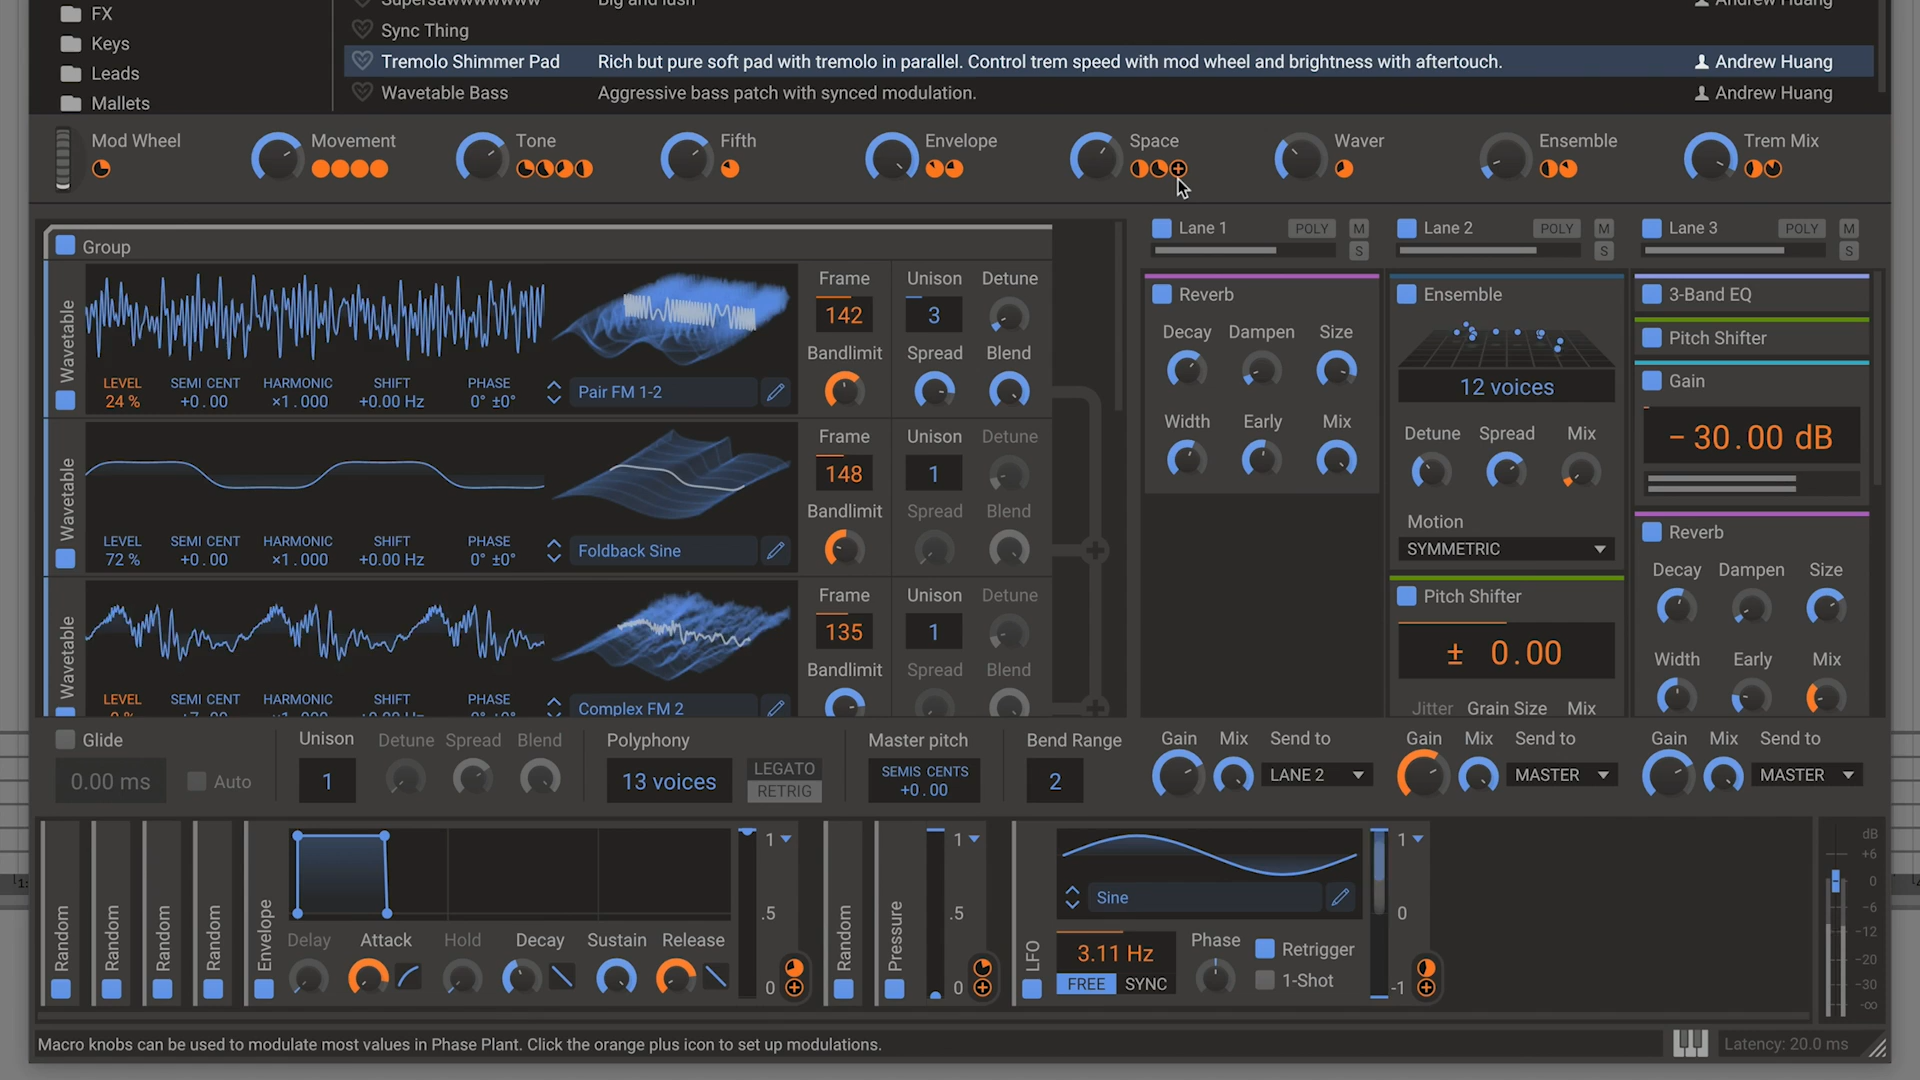 FX
Supersawwwwwww Big and lush Andrew Huang
Keys
Sync Thing
Leads
Tremolo Shimmer Pad Rich but pure soft pad with tremolo in parallel. Control trem speed with mod wheel and brightness with aftertouch. Andrew Huang
Mallets
Wavetable Bass Aggressive bass patch with synced modulation. Andrew Huang
Mod Wheel Movement Tone Fifth Envelope Space Waver Ensemble Trem Mix
Group
Wavetable
LEVEL SEMI CENT HARMONIC SHIFT PHASE
24 % +0.00 ×1.000 +0.00 Hz 0° ±0°
Pair FM 1-2
Frame Unison Detune
142 3
Bandlimit Spread Blend
Wavetable
LEVEL SEMI CENT HARMONIC SHIFT PHASE
72 % +0.00 ×1.000 +0.00 Hz 0° ±0°
Foldback Sine
Frame Unison Detune
148 1
Bandlimit Spread Blend
Wavetable
LEVEL SEMI CENT HARMONIC SHIFT PHASE
Complex FM 2
Frame Unison Detune
135 1
Bandlimit Spread Blend
Lane 1 POLY M
S
Reverb
Decay Dampen Size
Width Early Mix
Lane 2 POLY M
S
Ensemble
12 voices
Detune Spread Mix
Motion
SYMMETRIC
Pitch Shifter
± 0.00
Jitter Grain Size Mix
Lane 3 POLY M
S
3-Band EQ
Pitch Shifter
Gain
−30.00 dB
Reverb
Decay Dampen Size
Width Early Mix
Glide
0.00 ms Auto
Unison Detune Spread Blend
1
Polyphony
13 voices
LEGATO
RETRIG
Master pitch
SEMIS CENTS
+0.00
Bend Range
2
Gain Mix Send to
LANE 2
Gain Mix Send to
MASTER
Gain Mix Send to
MASTER
Random
Random
Random
Random
Envelope
Delay Attack Hold Decay Sustain Release
1
.5
0
Random
Pressure
1
.5
0
LFO
Sine
3.11 Hz
FREE SYNC
Phase
Retrigger
1-Shot
1
0
-1
dB
+6
0
-6
-12
-20
-30
-∞
Macro knobs can be used to modulate most values in Phase Plant. Click the orange plus icon to set up modulations.
Latency: 20.0 ms